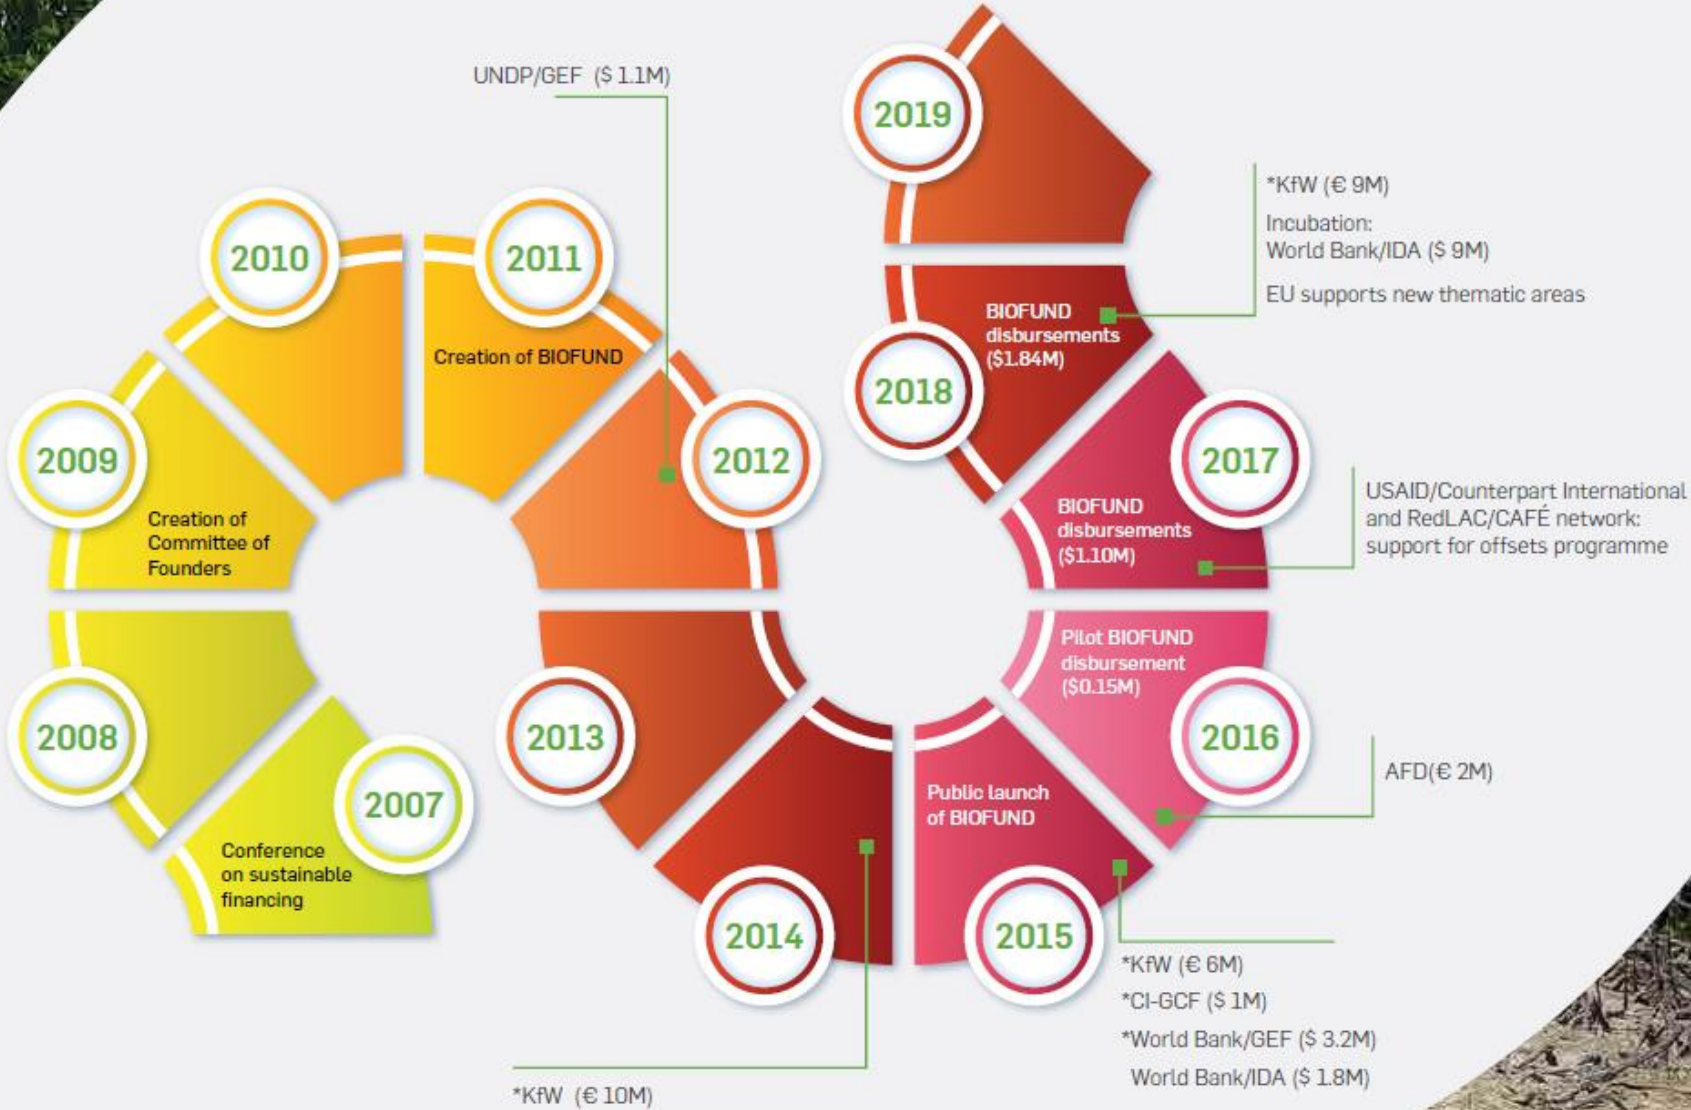 2007
Conference
on sustainable
financing
2008
2009
Creation of
Committee of
Founders
2010
2011
Creation of BIOFUND
2012
UNDP/GEF ($ 1.1M)
2013
2014
*KfW (€ 10M)
2015
Public launch
of BIOFUND
*KfW (€ 6M)
*CI-GCF ($ 1M)
*World Bank/GEF ($ 3.2M)
World Bank/IDA ($ 1.8M)
2016
Pilot BIOFUND
disbursement
($0.15M)
AFD(€ 2M)
2017
BIOFUND
disbursements
($1.10M)
USAID/Counterpart International
and RedLAC/CAFÉ network:
support for offsets programme
2018
BIOFUND
disbursements
($1.84M)
*KfW (€ 9M)
Incubation:
World Bank/IDA ($ 9M)
EU supports new thematic areas
2019